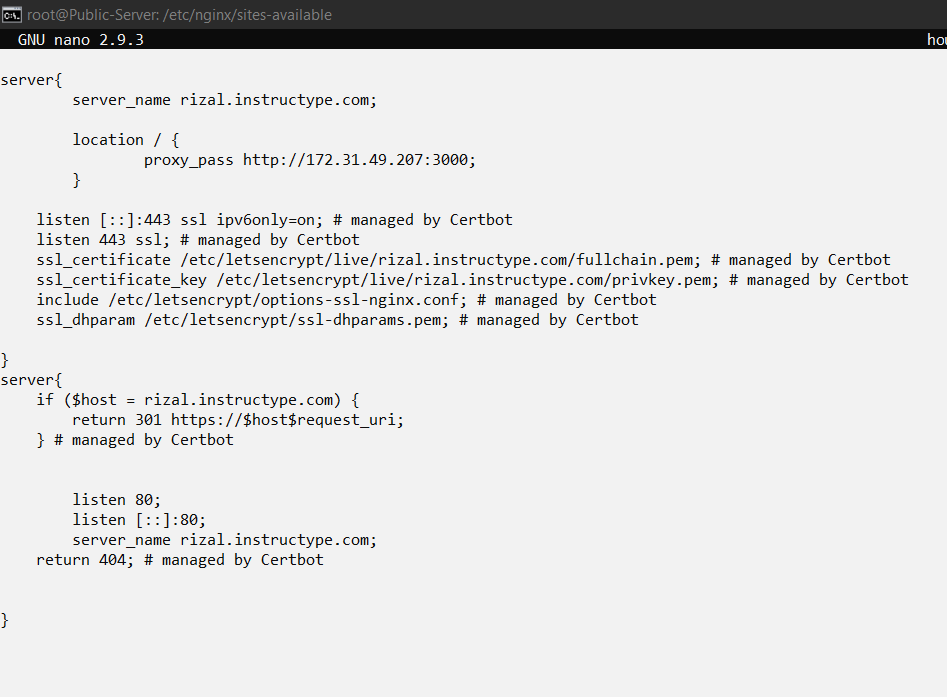 root@Public-Server: /etc/nginx/sites-available
GNU nano 2.9.3
server{
server_name rizal.instructype.com;
location / {
proxy_pass http://172.31.49.207:3000;
}
listen [::]:443 ssl ipv6only=on; # managed by Certbot
listen 443 ssl; # managed by Certbot
ssl_certificate /etc/letsencrypt/live/rizal.instructype.com/fullchain.pem; # managed by Certbot
ssl_certificate_key /etc/letsencrypt/live/rizal.instructype.com/privkey.pem; # managed by Certbot
include /etc/letsencrypt/options-ssl-nginx.conf; # managed by Certbot
ssl_dhparam /etc/letsencrypt/ssl-dhparams.pem; # managed by Certbot
}
server{
if ($host = rizal.instructype.com) {
return 301 https://$host$request_uri;
} # managed by Certbot
listen 80;
listen [::]:80;
server_name rizal.instructype.com;
return 404; # managed by Certbot
}